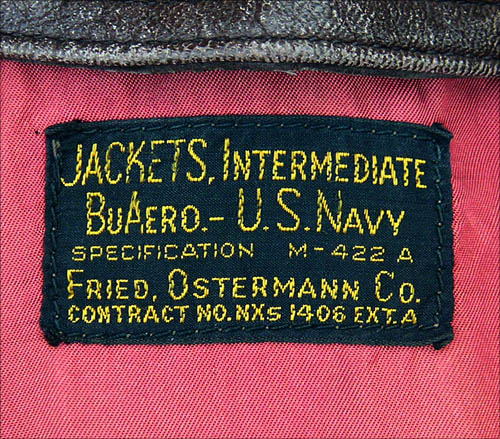 JACKETS, INTERMEDIATE
BUAERO.- U.S. NAVY
SPECIFICATION M-422 A
FRIED, OSTERMANN CO.
CONTRACT NO. NXS 1406 EXT. A